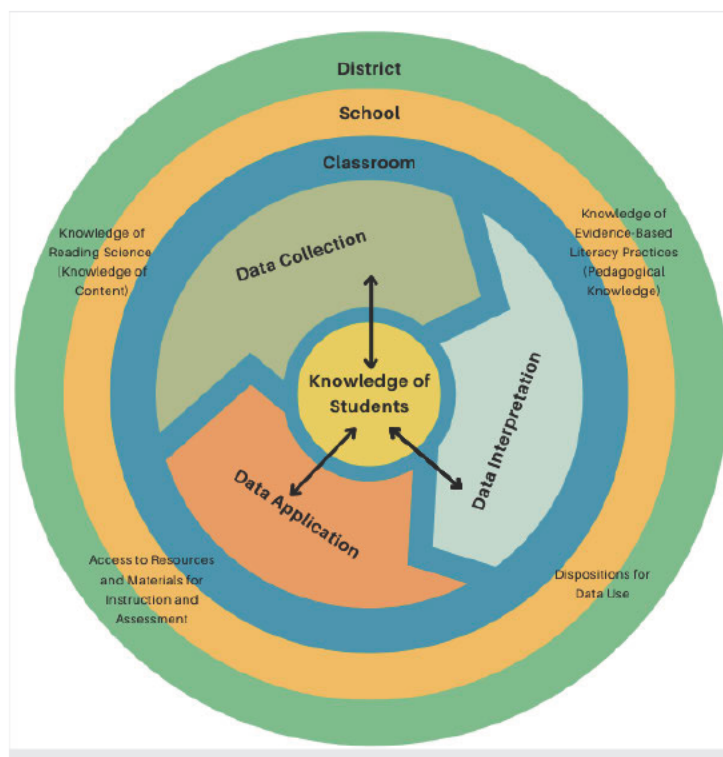 District
School
Classroom
Knowledge of
Reading Science
(Knowledge of
Content)
Knowledge of
Evidence-Based
Literacy Practices
(Pedagogical
Knowledge)
Data Collection
Knowledge of
Students
Data Interpretation
Data Application
Access to Resources
and Materials for
Instruction and
Assessment
Dispositions for
Data Use